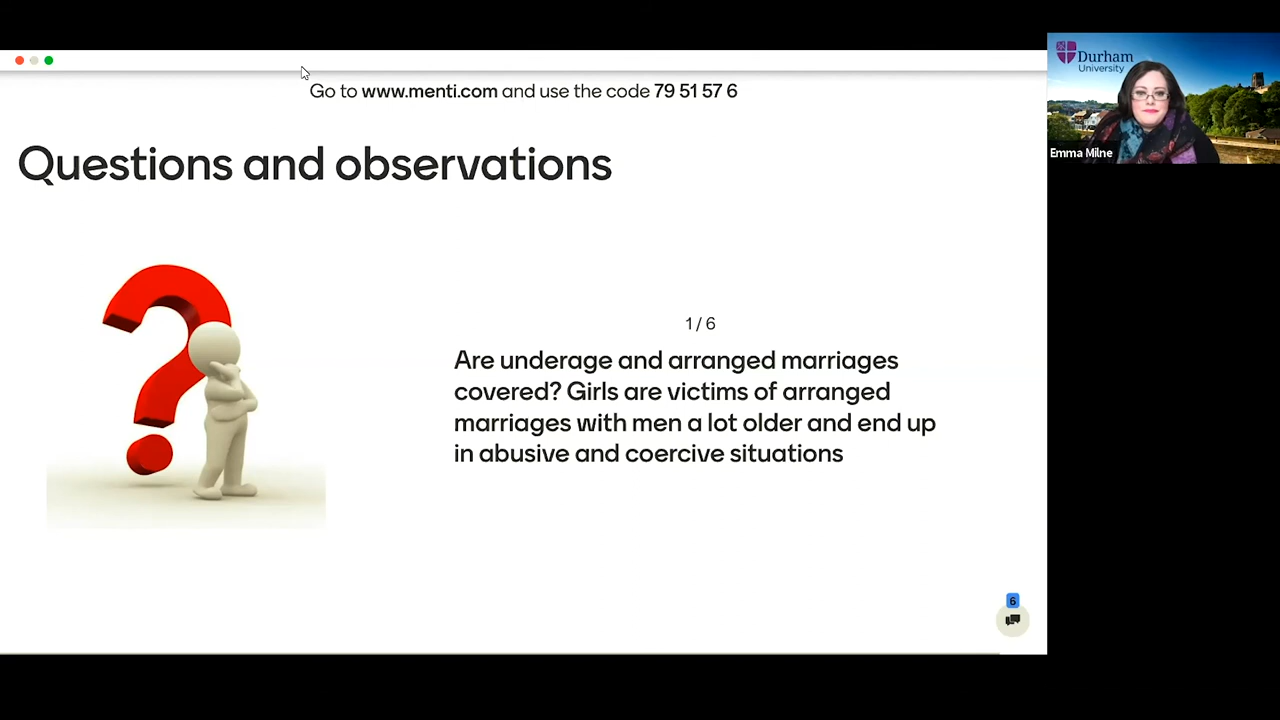 Go to www.menti.com and use the code 79 51 57 6
Durham
University
Emma Milne
Questions and observations
1 / 6
Are underage and arranged marriages
covered? Girls are victims of arranged
marriages with men a lot older and end up
in abusive and coercive situations
6